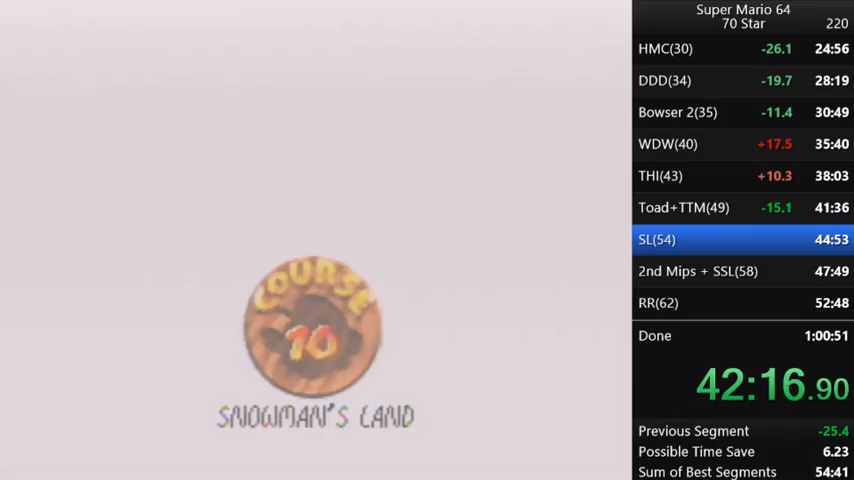 COURSE
10
SNOWMAN'S LAND
Super Mario 64
70 Star 220
HMC(30) -26.1 24:56
DDD(34) -19.7 28:19
Bowser 2(35) -11.4 30:49
WDW(40) +17.5 35:40
THI(43) +10.3 38:03
Toad+TTM(49) -15.1 41:36
SL(54) 44:53
2nd Mips + SSL(58) 47:49
RR(62) 52:48
Done 1:00:51
42:16.90
Previous Segment -25.4
Possible Time Save 6.23
Sum of Best Segments 54:41